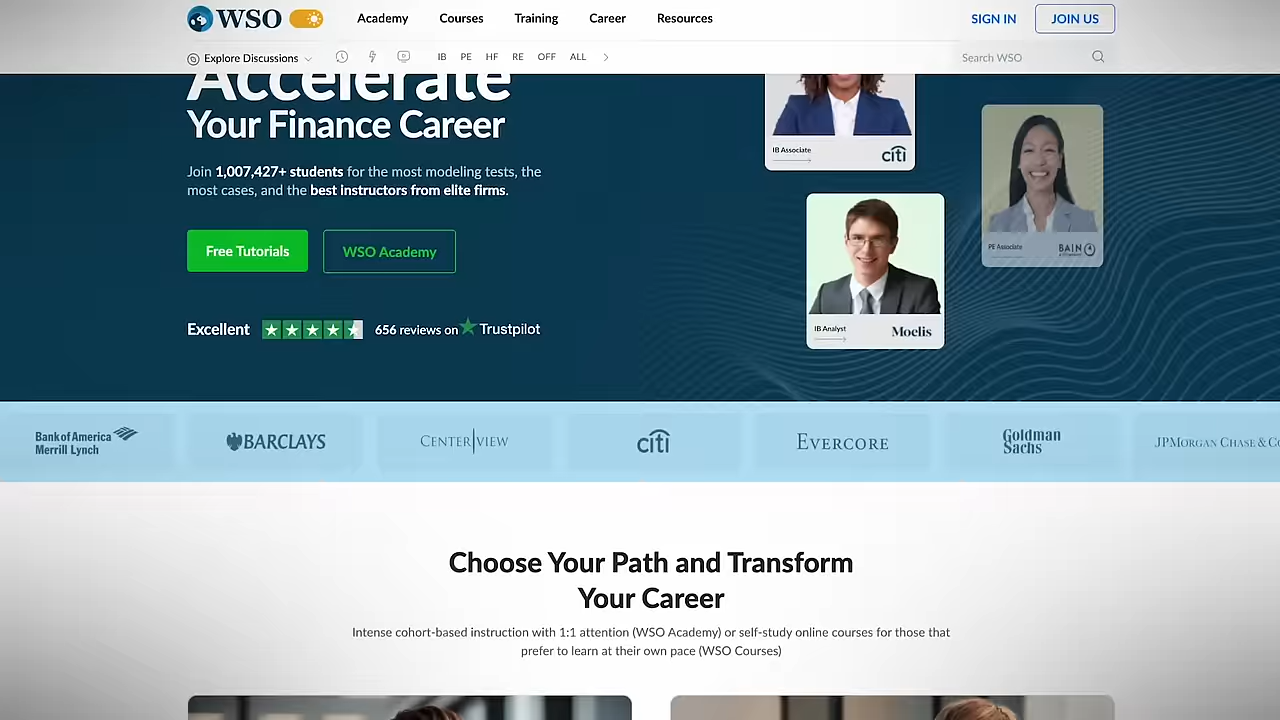 WSO
Academy Courses Training Career Resources
SIGN IN JOIN US
Explore Discussions
IB PE HF RE OFF ALL
Search WSO
Accelerate
Your Finance Career
Join 1,007,427+ students for the most modeling tests, the
most cases, and the best instructors from elite firms.
Free Tutorials WSO Academy
Excellent 656 reviews on Trustpilot
IB Associate citi
PE Associate BAIN
IB Analyst Moelis
Bank of America
Merrill Lynch
BARCLAYS
CENTERVIEW
citi
EVERCORE
Goldman
Sachs
JPMORGAN CHASE & CO
Choose Your Path and Transform
Your Career
Intense cohort-based instruction with 1:1 attention (WSO Academy) or self-study online courses for those that
prefer to learn at their own pace (WSO Courses)